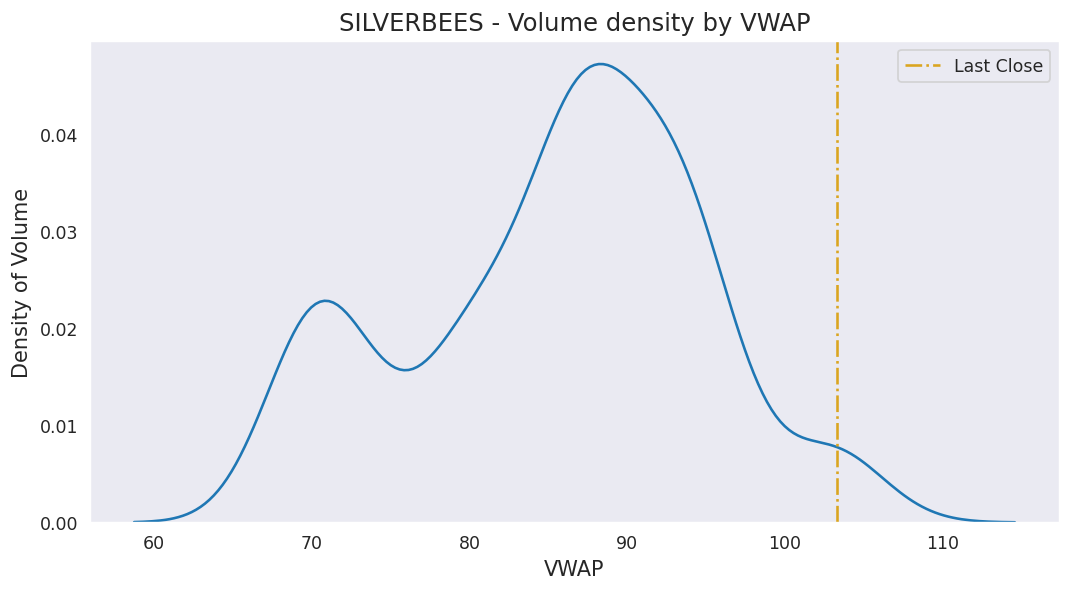 SILVERBEES - Volume density by VWAP
Last Close
Density of Volume
0.04
0.03
0.02
0.01
0.00
60 70 80 90 100 110
VWAP